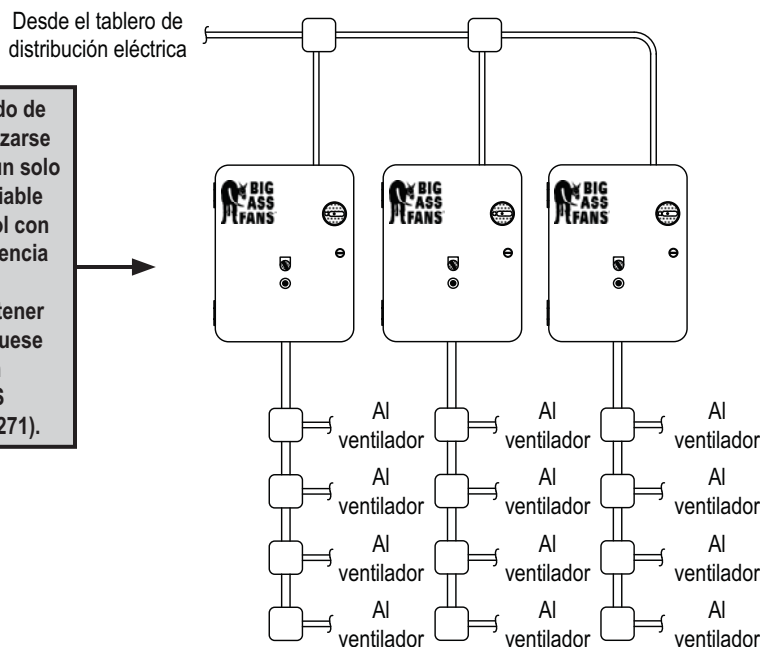 Desde el tablero de
distribución eléctrica
do de
zarse
un solo
iable
ol con
encia
tener
uese
n
S
271).
BIG
ASS
FANS
BIG
ASS
FANS
BIG
ASS
FANS
Al
ventilador
Al
ventilador
Al
ventilador
Al
ventilador
Al
ventilador
Al
ventilador
Al
ventilador
Al
ventilador
Al
ventilador
Al
ventilador
Al
ventilador
Al
ventilador